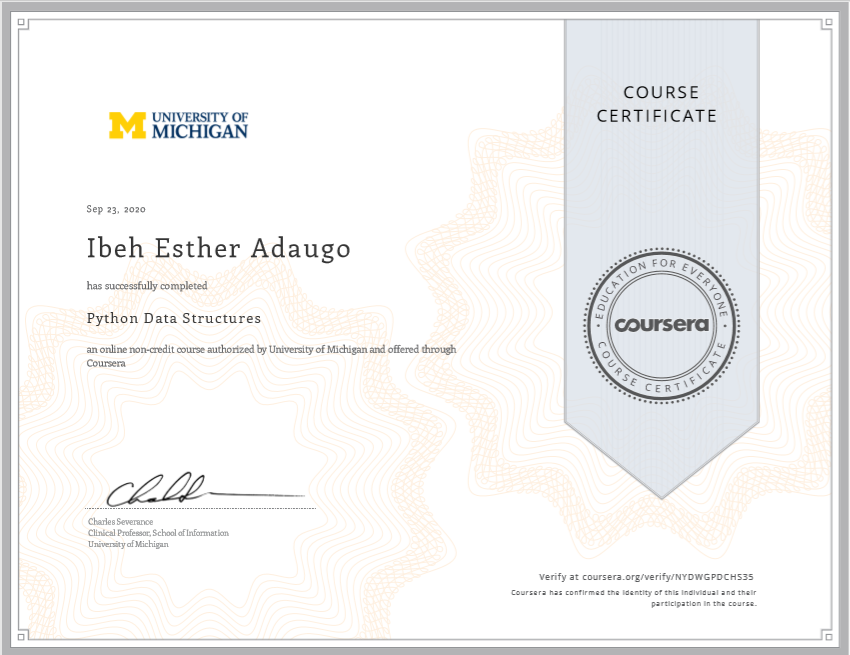 COURSE
CERTIFICATE
UNIVERSITY OF
MICHIGAN
Sep 23, 2020
Ibeh Esther Adaugo
has successfully completed
Python Data Structures
an online non-credit course authorized by University of Michigan and offered through
Coursera
EDUCATION FOR EVERYONE
coursera
COURSE CERTIFICATE
Charles Severance
Clinical Professor, School of Information
University of Michigan
Verify at coursera.org/verify/NYDWGPDCHS35
Coursera has confirmed the identity of this individual and their
participation in the course.